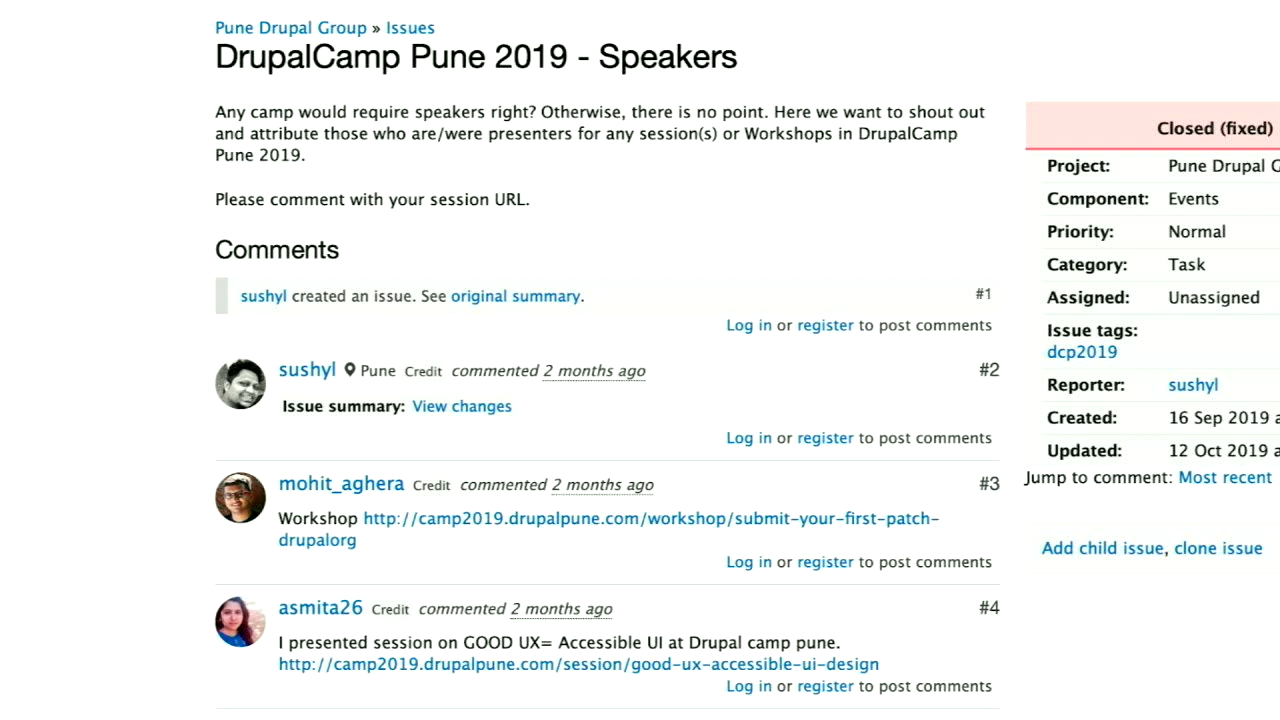 Pune Drupal Group » Issues
DrupalCamp Pune 2019 - Speakers
Any camp would require speakers right? Otherwise, there is no point. Here we want to shout out
and attribute those who are/were presenters for any session(s) or Workshops in DrupalCamp
Pune 2019.
Please comment with your session URL.
Comments
sushyl created an issue. See original summary. #1
Log in or register to post comments
sushyl Pune Credit commented 2 months ago #2
Issue summary: View changes
Log in or register to post comments
mohit_aghera Credit commented 2 months ago #3
Workshop http://camp2019.drupalpune.com/workshop/submit-your-first-patch-
drupalorg
Log in or register to post comments
asmita26 Credit commented 2 months ago #4
I presented session on GOOD UX= Accessible UI at Drupal camp pune.
http://camp2019.drupalpune.com/session/good-ux-accessible-ui-design
Log in or register to post comments
Closed (fixed)
Project: Pune Drupal G
Component: Events
Priority: Normal
Category: Task
Assigned: Unassigned
Issue tags:
dcp2019
Reporter: sushyl
Created: 16 Sep 2019 a
Updated: 12 Oct 2019 a
Jump to comment: Most recent
Add child issue, clone issue